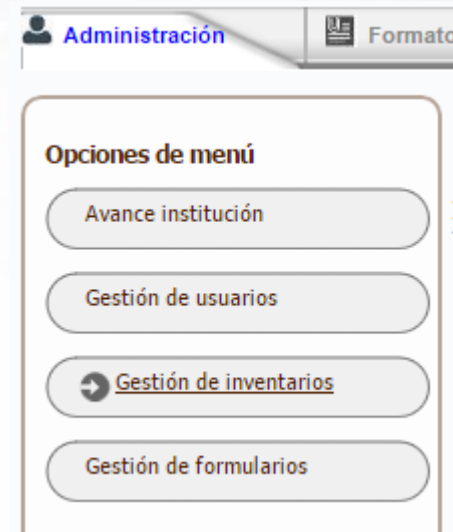 Administración
Formato
Opciones de menú
Avance institución
Gestión de usuarios
Gestión de inventarios
Gestión de formularios